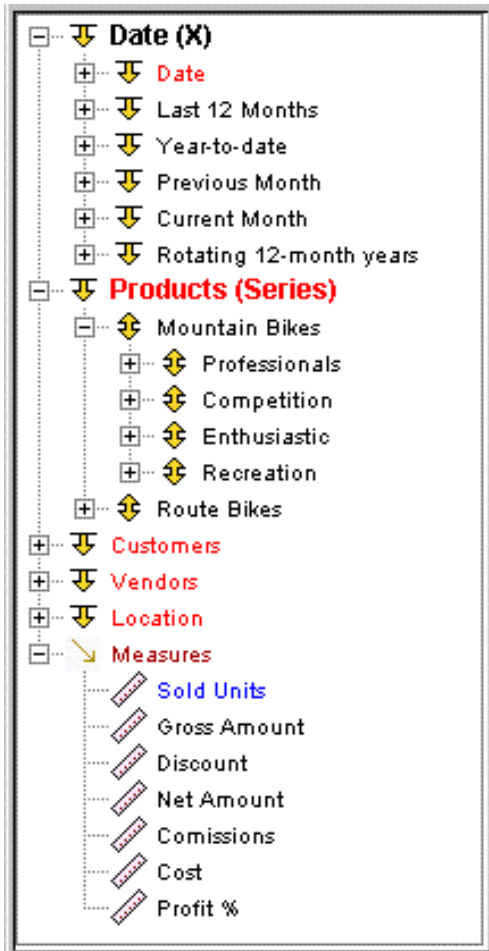 Date (X)
Date
Last 12 Months
Year-to-date
Previous Month
Current Month
Rotating 12-month years
Products (Series)
Mountain Bikes
Professionals
Competition
Enthusiastic
Recreation
Route Bikes
Customers
Vendors
Location
Measures
Sold Units
Gross Amount
Discount
Net Amount
Comissions
Cost
Profit %